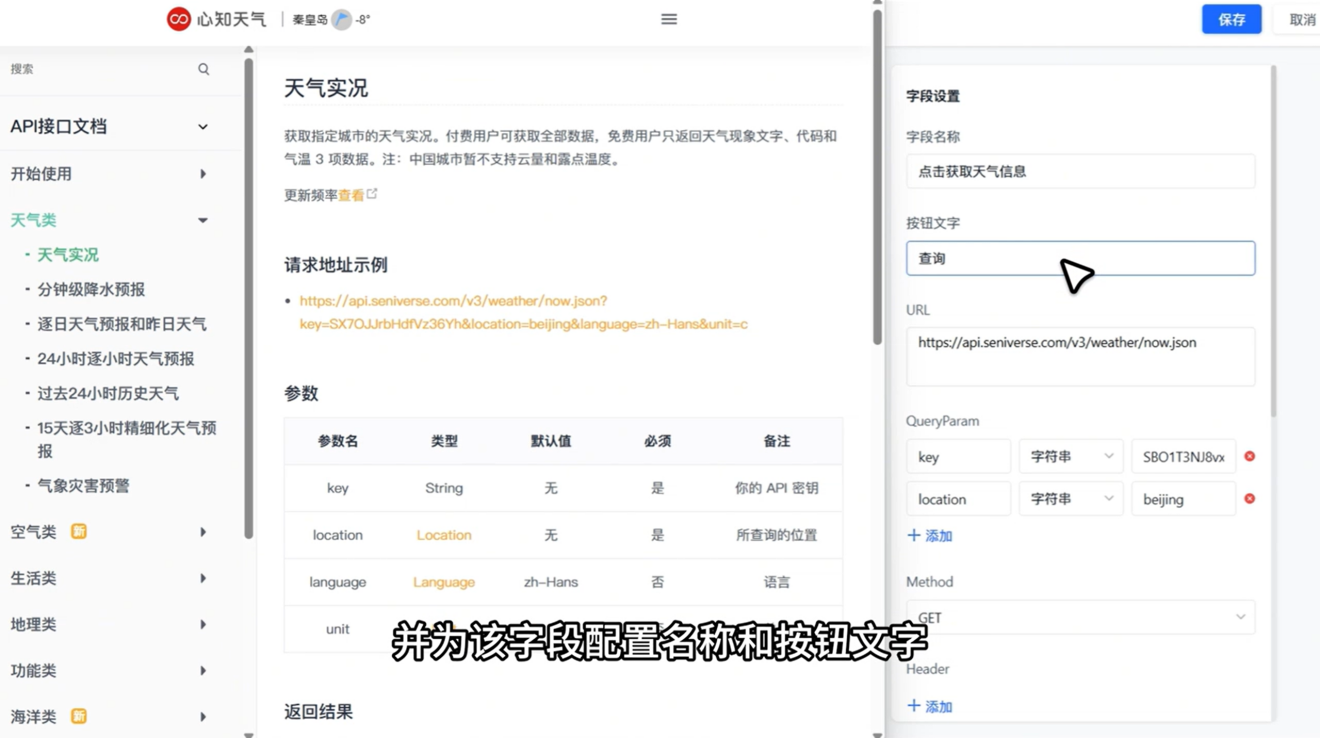 心知天气
秦皇岛 -8°
保存
取消
搜索
API接口文档
开始使用
天气类
- 天气实况
- 分钟级降水预报
- 逐日天气预报和昨日天气
- 24小时逐小时天气预报
- 过去24小时历史天气
- 15天逐3小时精细化天气预
报
- 气象灾害预警
空气类 新
生活类
地理类
功能类
海洋类 新
天气实况
获取指定城市的天气实况。付费用户可获取全部数据，免费用户只返回天气现象文字、代码和
气温 3 项数据。注：中国城市暂不支持云量和露点温度。
更新频率查看
请求地址示例
• https://api.seniverse.com/v3/weather/now.json?
key=SX7OJJrbHdfVz36Yh&location=beijing&language=zh-Hans&unit=c
参数
参数名 类型 默认值 必须 备注
key String 无 是 你的 API 密钥
location Location 无 是 所查询的位置
language Language zh-Hans 否 语言
unit
返回结果
字段设置
字段名称
点击获取天气信息
按钮文字
查询
URL
https://api.seniverse.com/v3/weather/now.json
QueryParam
key 字符串 SBO1T3NJ8vx
location 字符串 beijing
+ 添加
Method
GET
Header
+ 添加
并为该字段配置名称和按钮文字